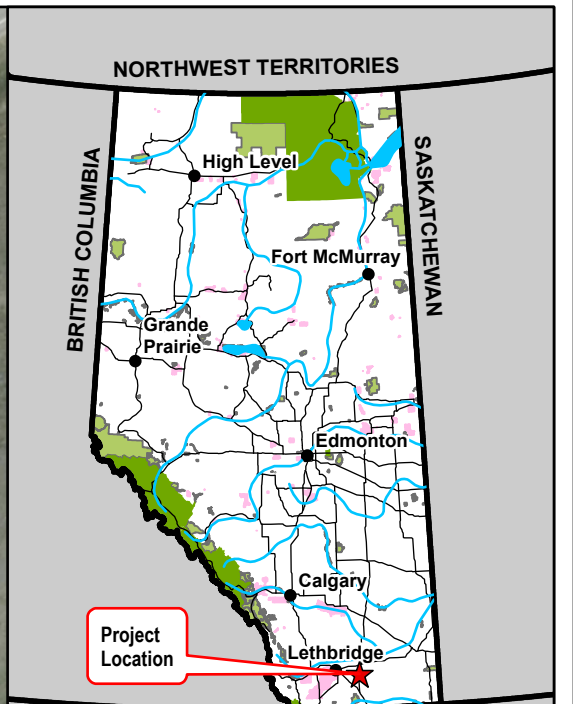 NORTHWEST TERRITORIES
BRITISH COLUMBIA
SASKATCHEWAN
High Level
Fort McMurray
Grande
Prairie
Edmonton
Calgary
Lethbridge
Project
Location